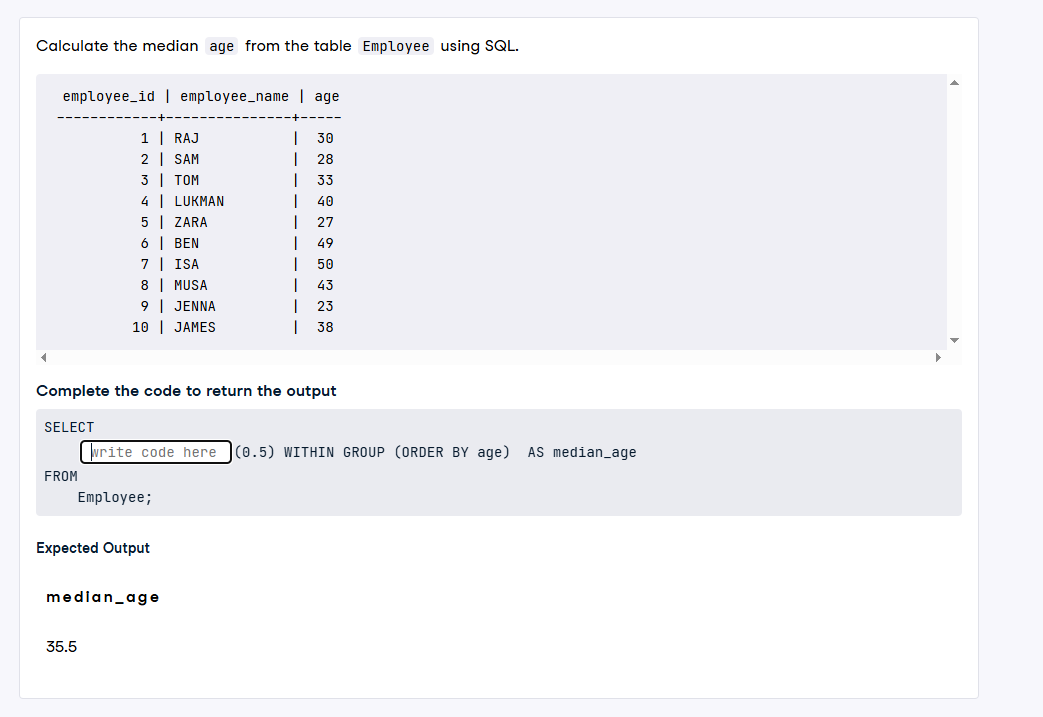 Calculate the median age from the table Employee using SQL.
employee_id | employee_name | age
------------+---------------+-----
1 | RAJ | 30
2 | SAM | 28
3 | TOM | 33
4 | LUKMAN | 40
5 | ZARA | 27
6 | BEN | 49
7 | ISA | 50
8 | MUSA | 43
9 | JENNA | 23
10 | JAMES | 38
Complete the code to return the output
SELECT
write code here (0.5) WITHIN GROUP (ORDER BY age) AS median_age
FROM
Employee;
Expected Output
median_age
35.5